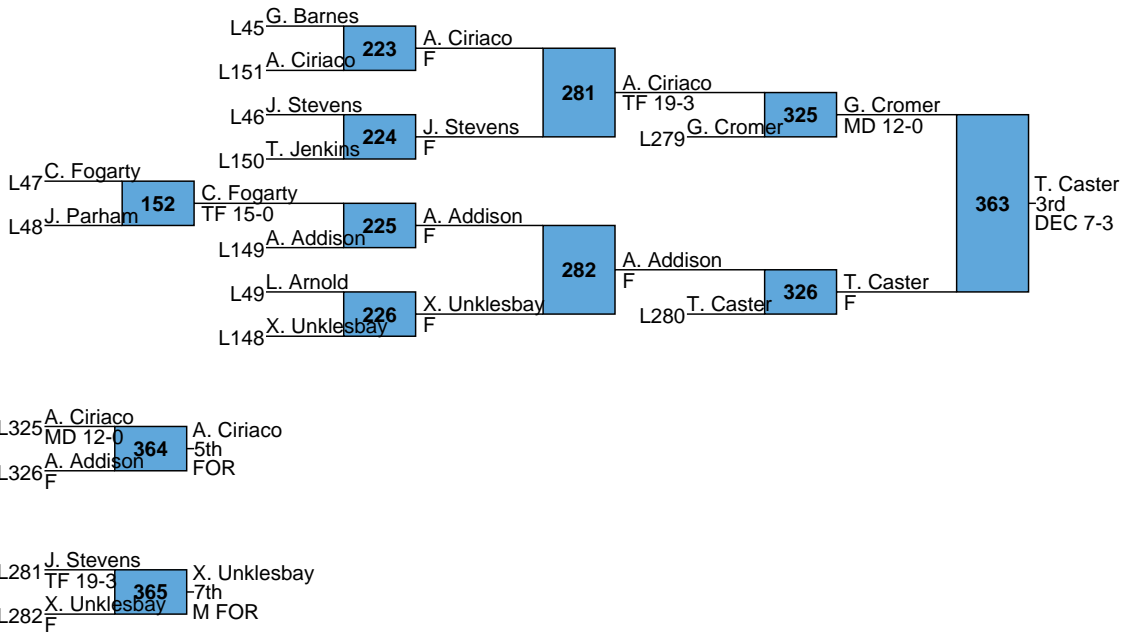 G. Barnes
L45
223
A. Ciriaco
F
L151
A. Ciriaco
281
A. Ciriaco
TF 19-3
J. Stevens
L46
224
J. Stevens
F
L150
T. Jenkins
325
G. Cromer
MD 12-0
L279
G. Cromer
L47
C. Fogarty
152
C. Fogarty
TF 15-0
L48
J. Parham
225
A. Addison
F
L149
A. Addison
363
T. Caster
3rd
DEC 7-3
282
A. Addison
F
L49
L. Arnold
226
X. Unklesbay
F
L148
X. Unklesbay
326
T. Caster
F
L280
T. Caster
L325
A. Ciriaco
MD 12-0
364
A. Ciriaco
5th
FOR
L326
A. Addison
F
L281
J. Stevens
TF 19-3
365
X. Unklesbay
7th
M FOR
L282
X. Unklesbay
F